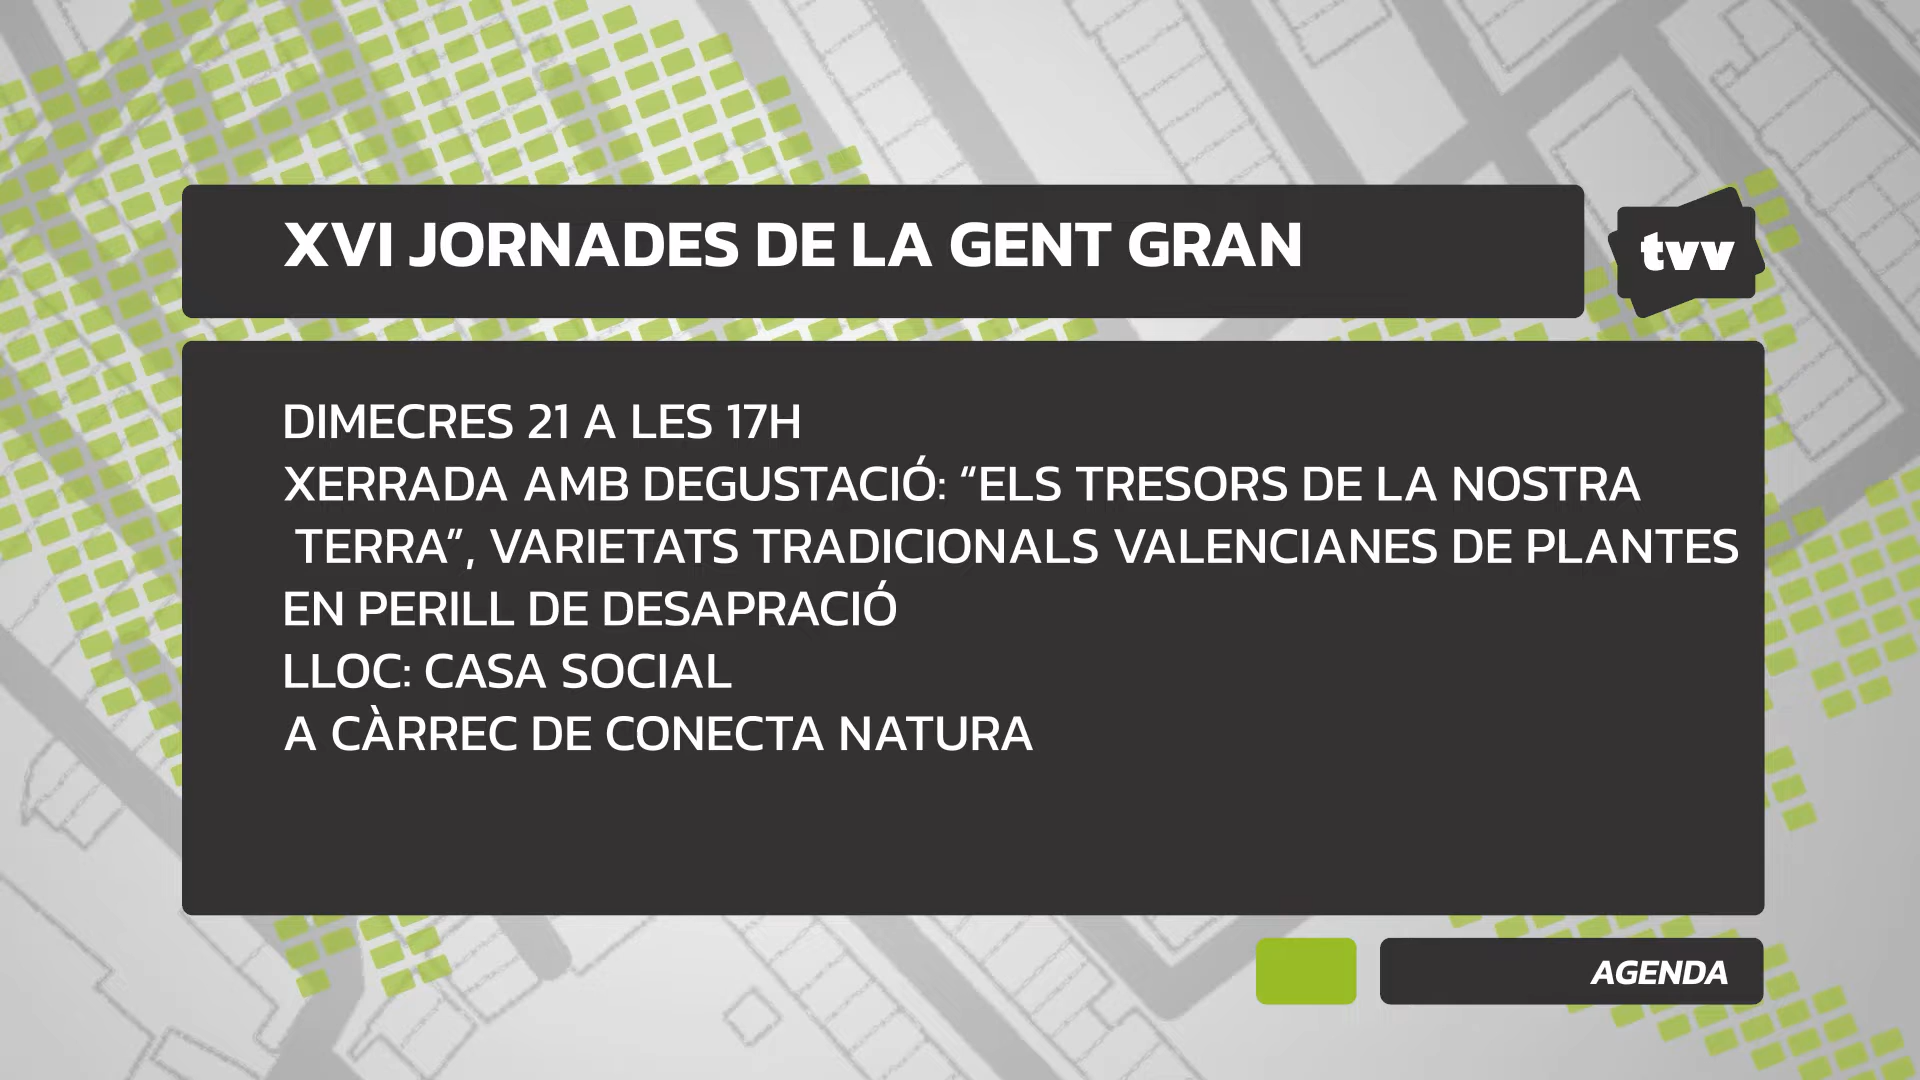 XVI JORNADES DE LA GENT GRAN
tvv
DIMECRES 21 A LES 17H
XERRADA AMB DEGUSTACIÓ: “ELS TRESORS DE LA NOSTRA
TERRA”, VARIETATS TRADICIONALS VALENCIANES DE PLANTES
EN PERILL DE DESAPRACIÓ
LLOC: CASA SOCIAL
A CÀRREC DE CONECTA NATURA
AGENDA